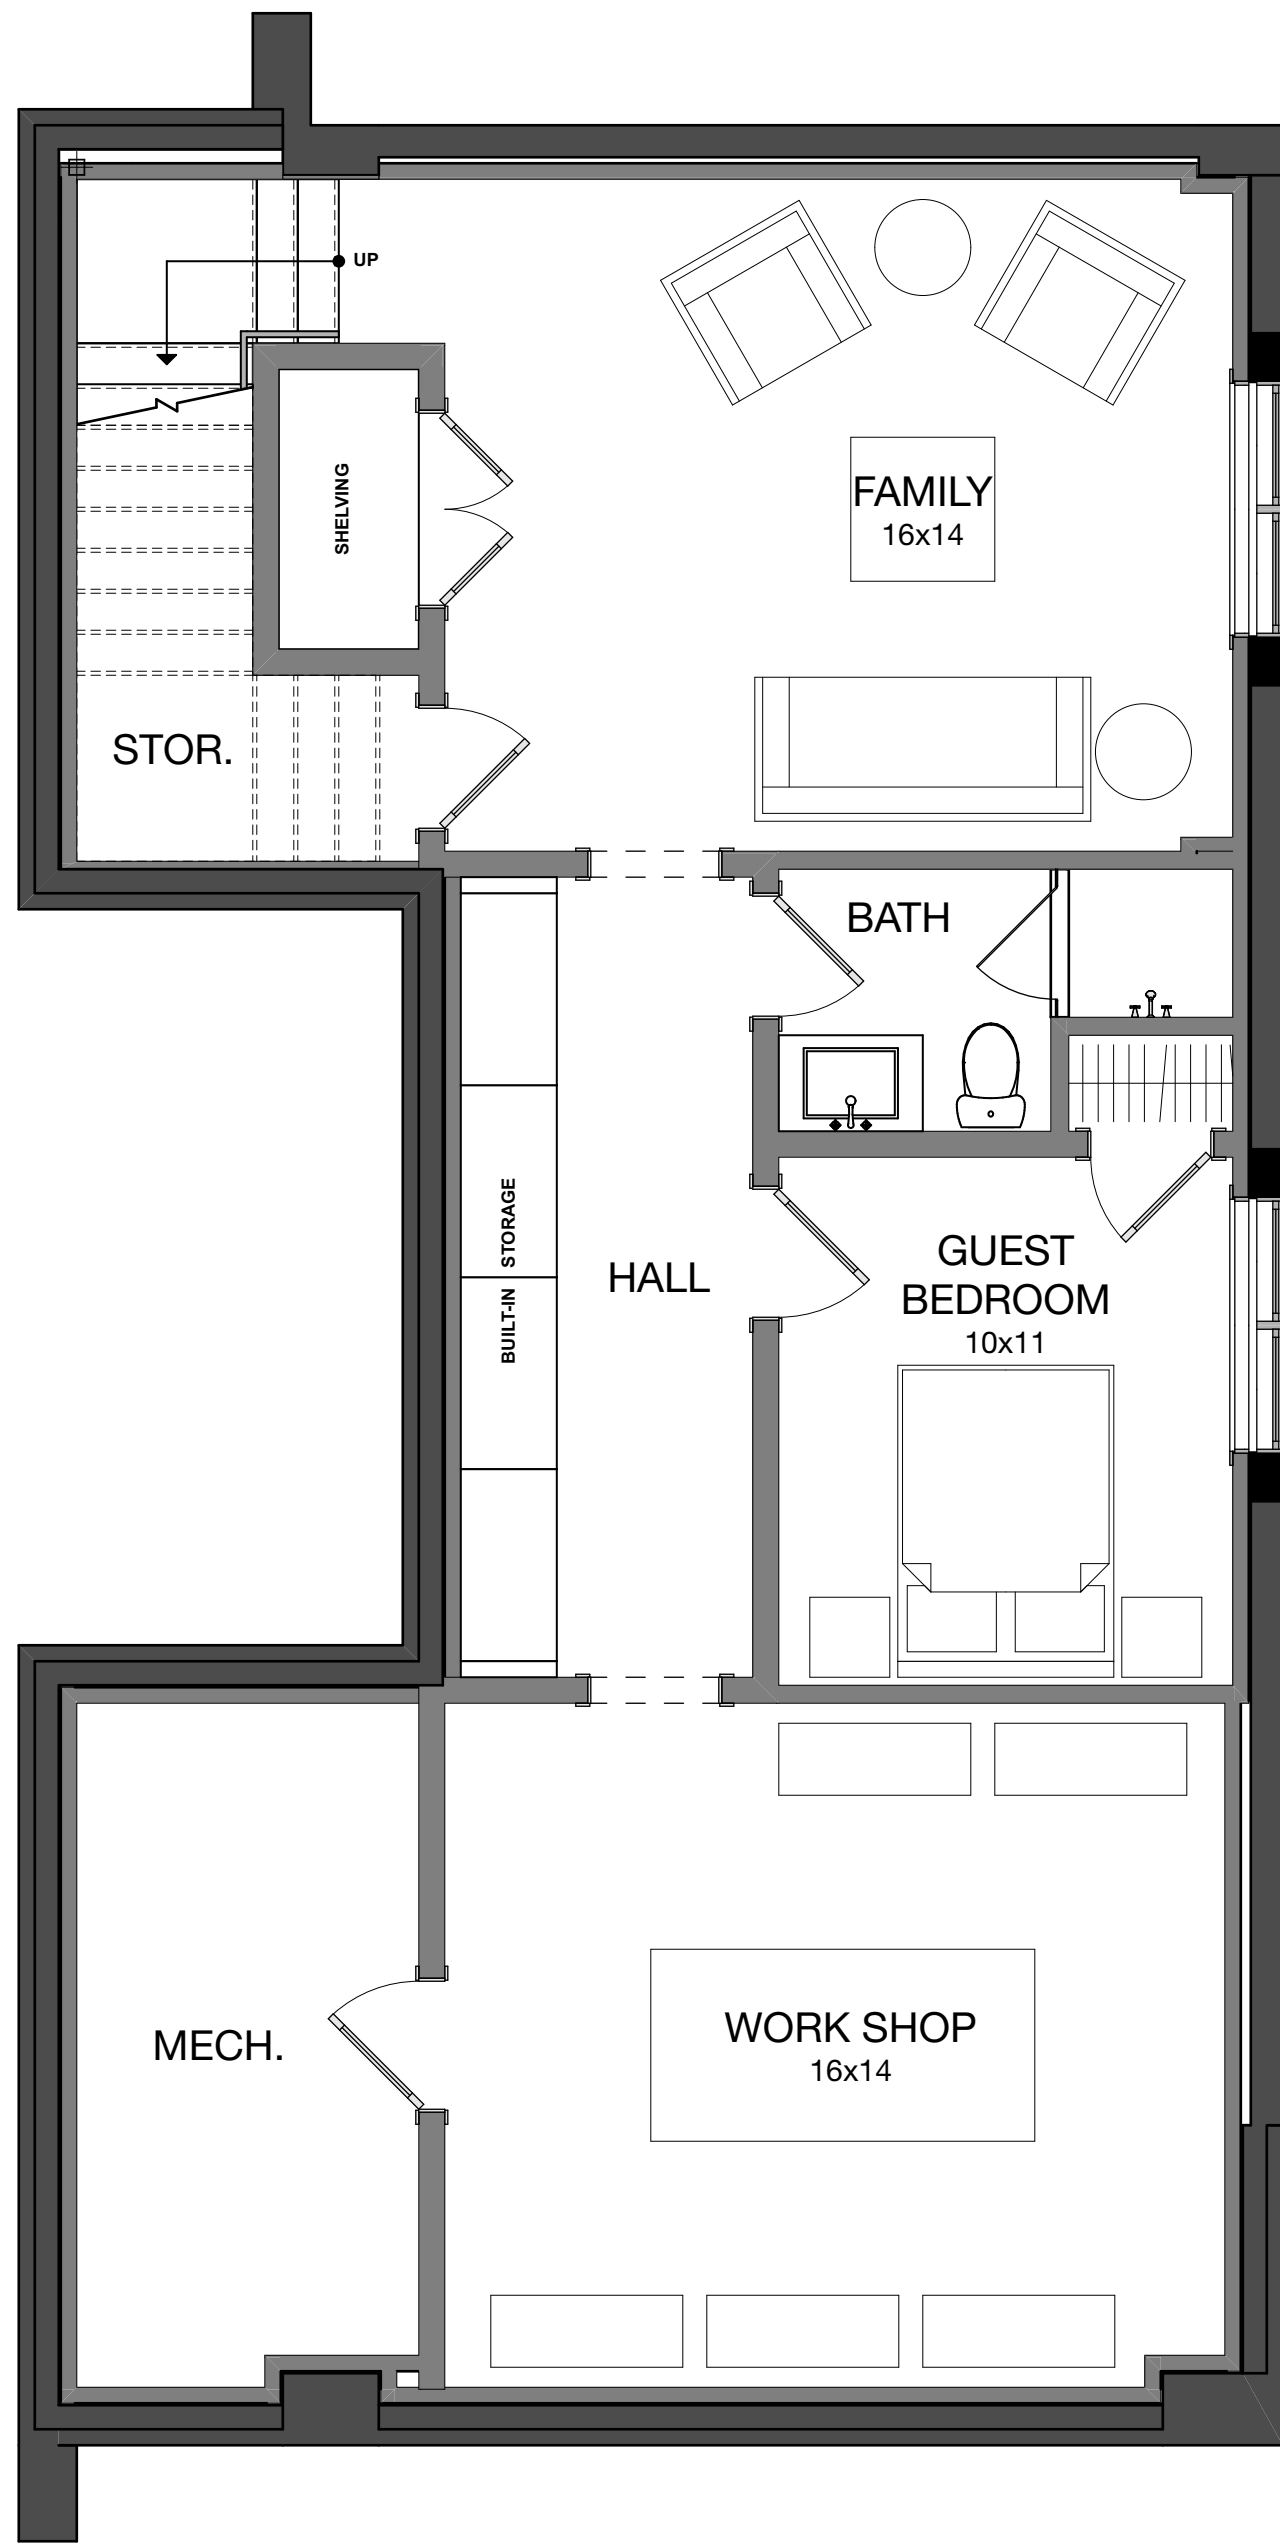 UP
SHELVING
FAMILY
16x14
STOR.
BATH
BUILT-IN STORAGE
HALL
GUEST
BEDROOM
10x11
MECH.
WORK SHOP
16x14